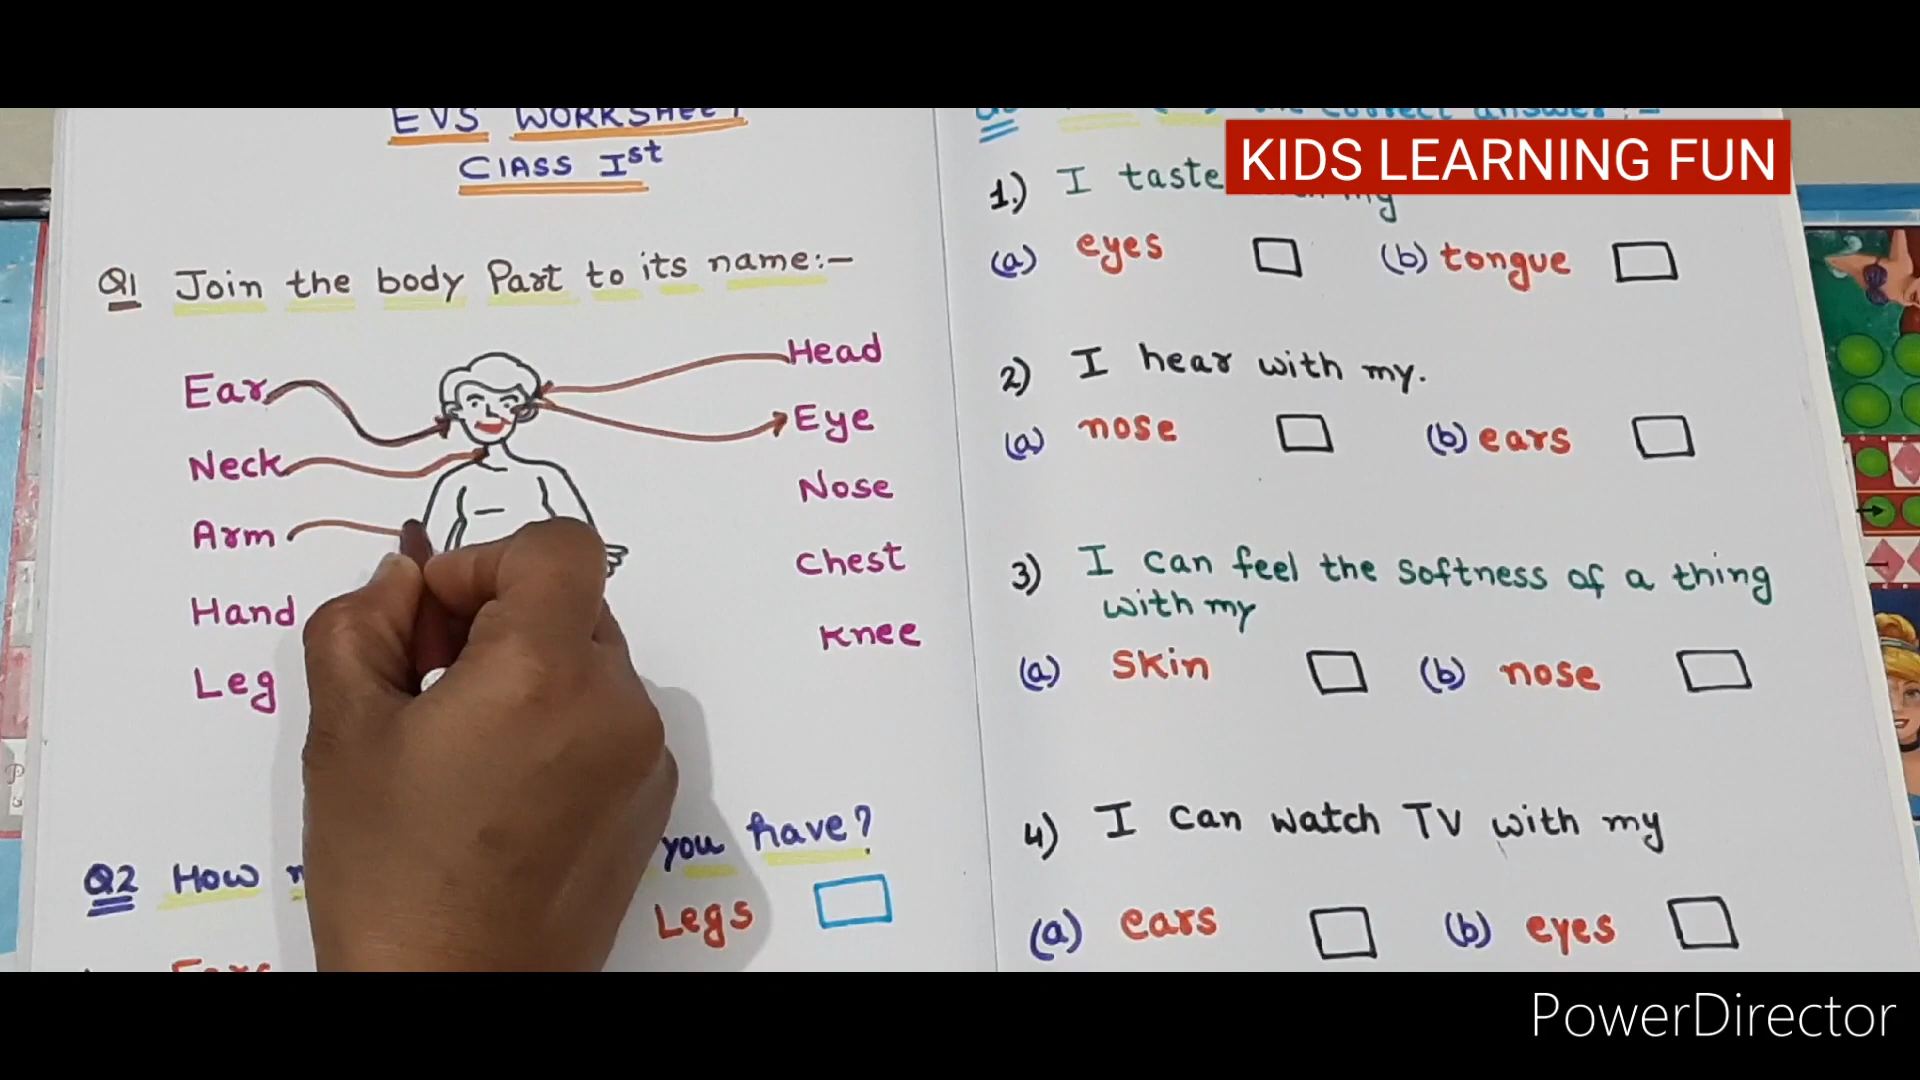 EVS WORKSHEET
CLASS Ist
Q1 Join the body Part to its name:-
Ear
Neck
Arm
Hand
Leg
Head
Eye
Nose
Chest
Knee
Q2 How
you have?
Legs
correct answer:-
KIDS LEARNING FUN
1.) I taste my
(a) eyes (b) tongue
2) I hear with my.
(a) nose (b) ears
3) I can feel the softness of a thing
with my
(a) Skin (b) nose
4) I can watch TV with my
(a) ears (b) eyes
PowerDirector